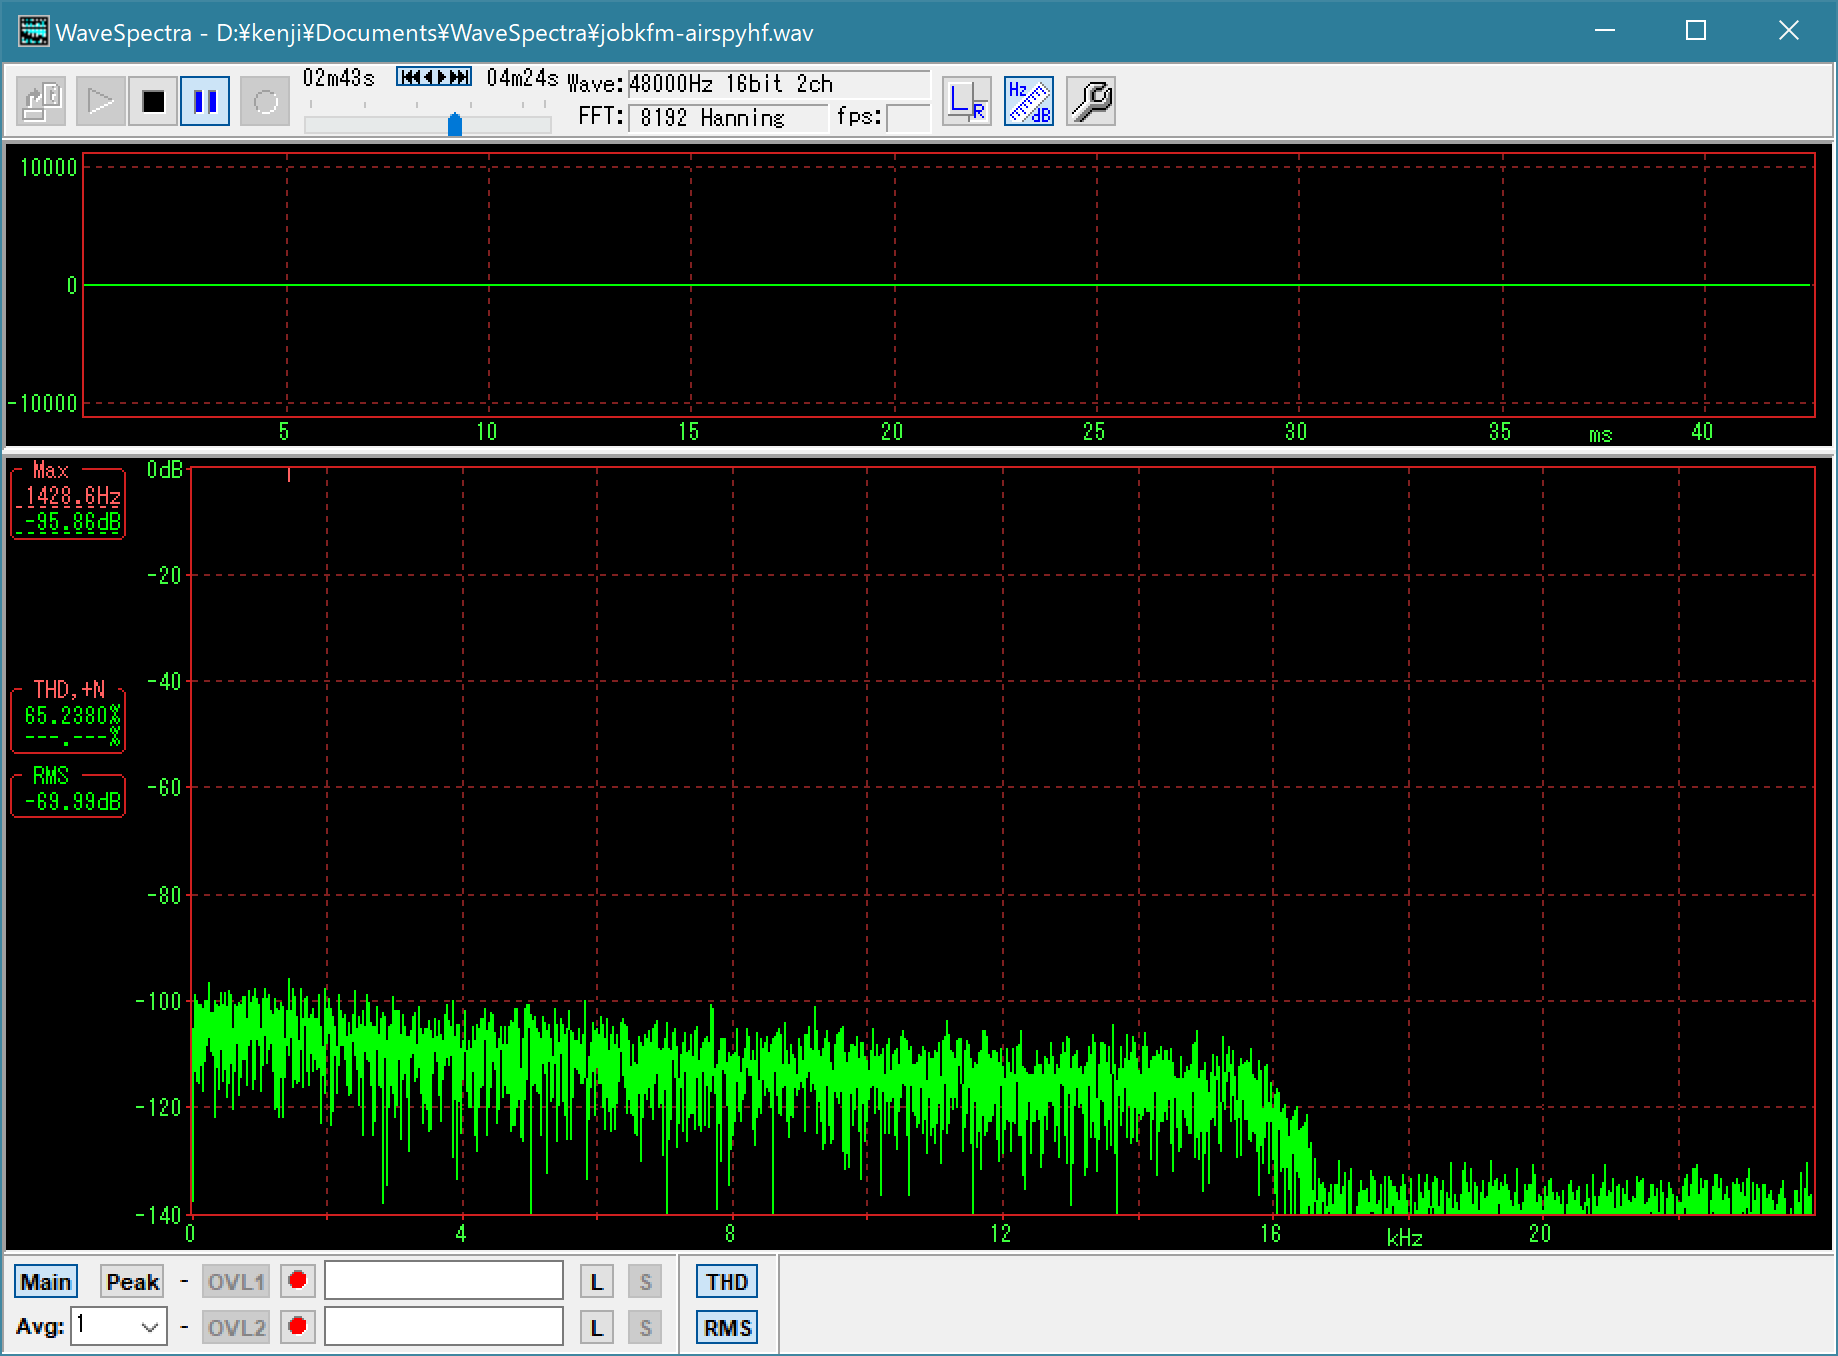 WaveSpectra - D:¥kenji¥Documents¥WaveSpectra¥jobkfm-airspyhf.wav
02m43s 04m24s Wave: 48000Hz 16bit 2ch
FFT: 8192 Hanning fps:
L R
Hz dB
10000
0
-10000
5 10 15 20 25 30 35 ms 40
Max
1428.6Hz
-95.86dB
THD,+N
65.2380%
---.---%
RMS
-69.99dB
0dB
-20
-40
-60
-80
-100
-120
-140
0 4 8 12 16 kHz 20
Main Peak - OVL1 L S THD
Avg: 1 - OVL2 L S RMS